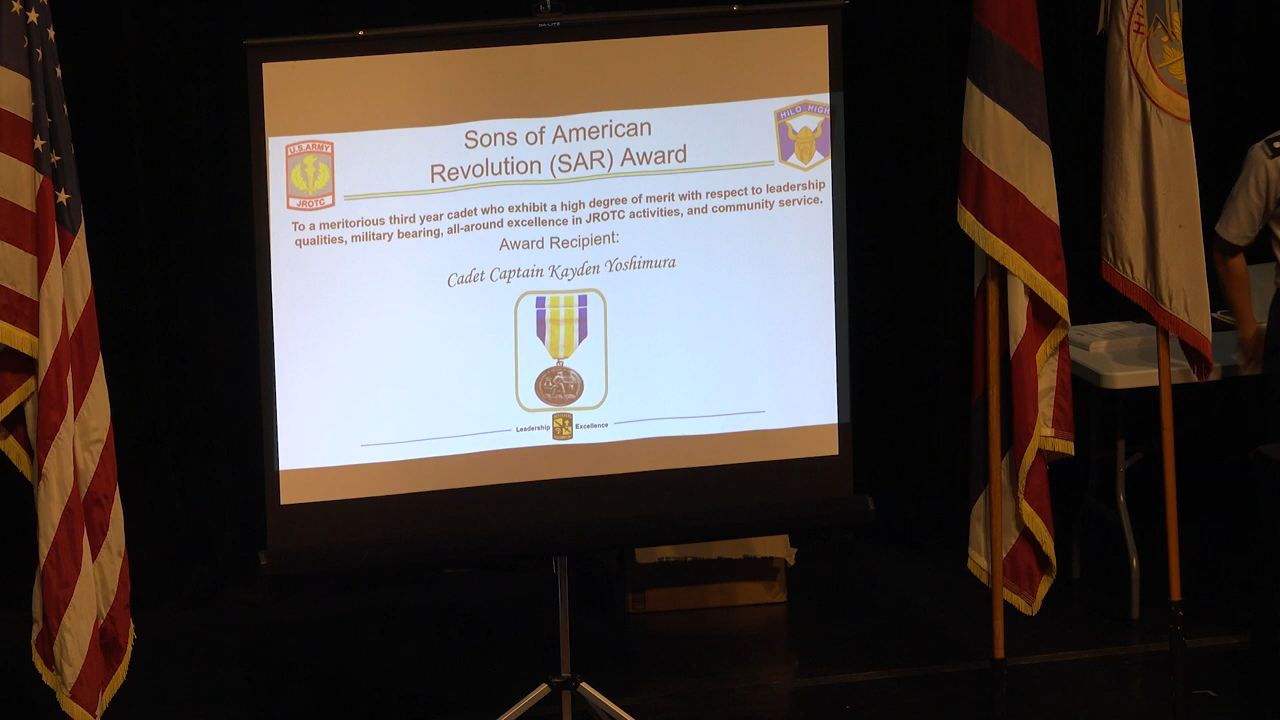 Sons of American
Revolution (SAR) Award
U.S. ARMY
JROTC
HILO HIGH
To a meritorious third year cadet who exhibit a high degree of merit with respect to leadership
qualities, military bearing, all-around excellence in JROTC activities, and community service.
Award Recipient:
Cadet Captain Kayden Yoshimura
Leadership
Excellence